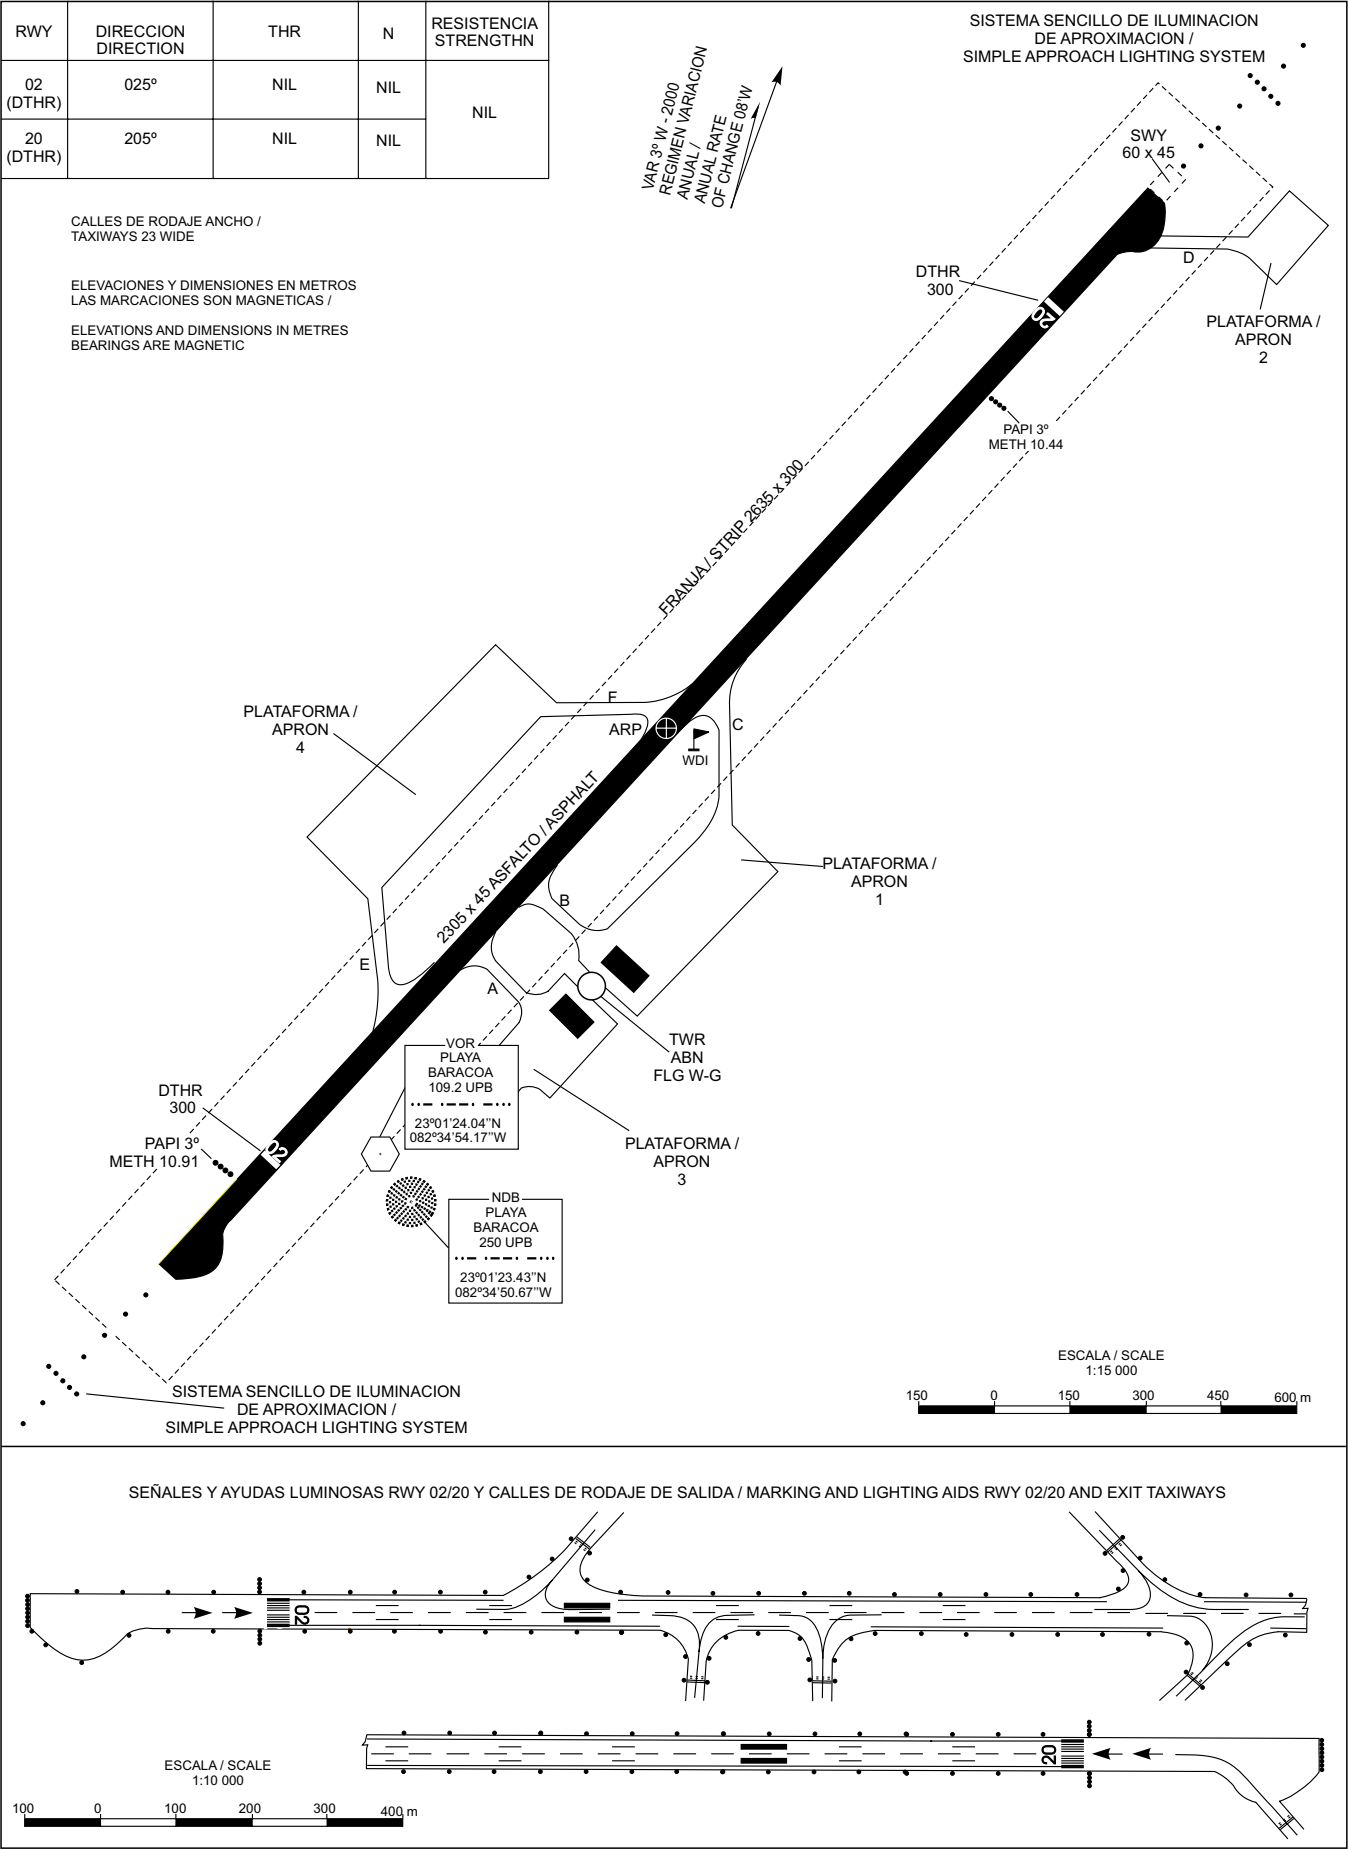 RWY
DIRECCION
DIRECTION
THR
N
RESISTENCIA
STRENGTHN
02
(DTHR)
025º
NIL
NIL
NIL
20
(DTHR)
205º
NIL
NIL
VAR 3º W - 2000
REGIMEN VARIACION
ANUAL /
ANUAL RATE
OF CHANGE 08'W
SISTEMA SENCILLO DE ILUMINACION
DE APROXIMACION /
SIMPLE APPROACH LIGHTING SYSTEM
SWY
60 x 45
CALLES DE RODAJE ANCHO /
TAXIWAYS 23 WIDE
ELEVACIONES Y DIMENSIONES EN METROS
LAS MARCACIONES SON MAGNETICAS /
ELEVATIONS AND DIMENSIONS IN METRES
BEARINGS ARE MAGNETIC
D
DTHR
300
20
PLATAFORMA /
APRON
2
PAPI 3º
METH 10.44
FRANJA / STRIP 2635 x 300
F
ARP
C
WDI
PLATAFORMA /
APRON
4
2305 x 45 ASFALTO / ASPHALT
PLATAFORMA /
APRON
1
B
E
A
TWR
ABN
FLG W-G
VOR
PLAYA
BARACOA
109.2 UPB
23º01'24.04"N
082º34'54.17"W
DTHR
300
02
PAPI 3º
METH 10.91
PLATAFORMA /
APRON
3
NDB
PLAYA
BARACOA
250 UPB
23º01'23.43"N
082º34'50.67"W
SISTEMA SENCILLO DE ILUMINACION
DE APROXIMACION /
SIMPLE APPROACH LIGHTING SYSTEM
ESCALA / SCALE
1:15 000
150 0 150 300 450 600 m
SEÑALES Y AYUDAS LUMINOSAS RWY 02/20 Y CALLES DE RODAJE DE SALIDA / MARKING AND LIGHTING AIDS RWY 02/20 AND EXIT TAXIWAYS
02
20
ESCALA / SCALE
1:10 000
100 0 100 200 300 400 m